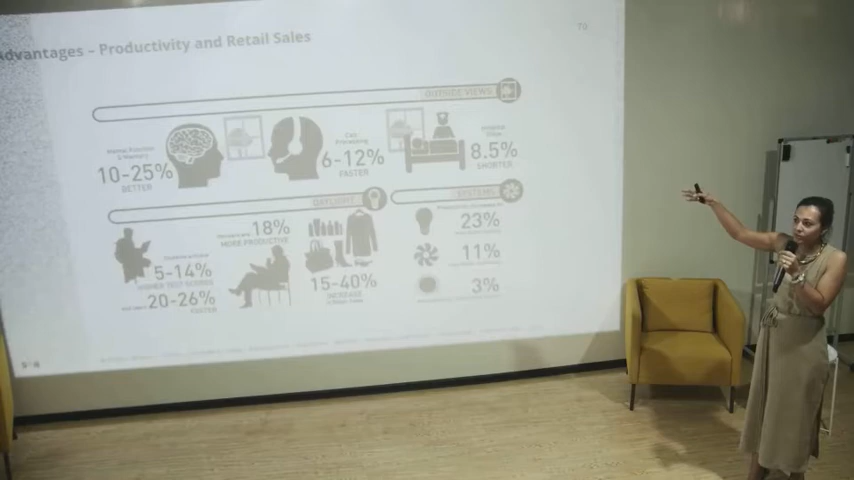 Advantages – Productivity and Retail Sales
70
OUTSIDE VIEWS
Mental Function
& Memory
10-25%
BETTER
Call
Processing
6-12%
FASTER
8.5%
SHORTER
DAYLIGHT
SYSTEMS
5-14%
HIGHER TEST SCORES
20-26%
FASTER
18%
MORE PRODUCTIVE
15-40%
INCREASE
23%
11%
3%